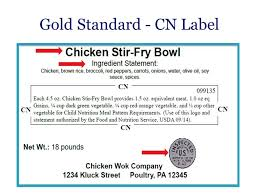 Gold Standard - CN Label
Chicken Stir-Fry Bowl
Ingredient Statement:
Chicken, brown rice, broccoli, red peppers, carrots, onions, water, olive oil, soy
sauce, spices.
CN
099135
Each 4.5 oz. Chicken Stir-Fry Bowl provides 1.5 oz. equivalent meat, 1.0 oz eq
Grains, ¼ cup dark green vegetable, ¼ cup red/orange vegetable, and ⅛ cup other
vegetable for Child Nutrition Meal Pattern Requirements. (Use of this logo and
statement authorized by the Food and Nutrition Service, USDA 09/14).
CN
CN
CN
Net Wt.: 18 pounds
Chicken Wok Company
1234 Kluck Street Poultry, PA 12345